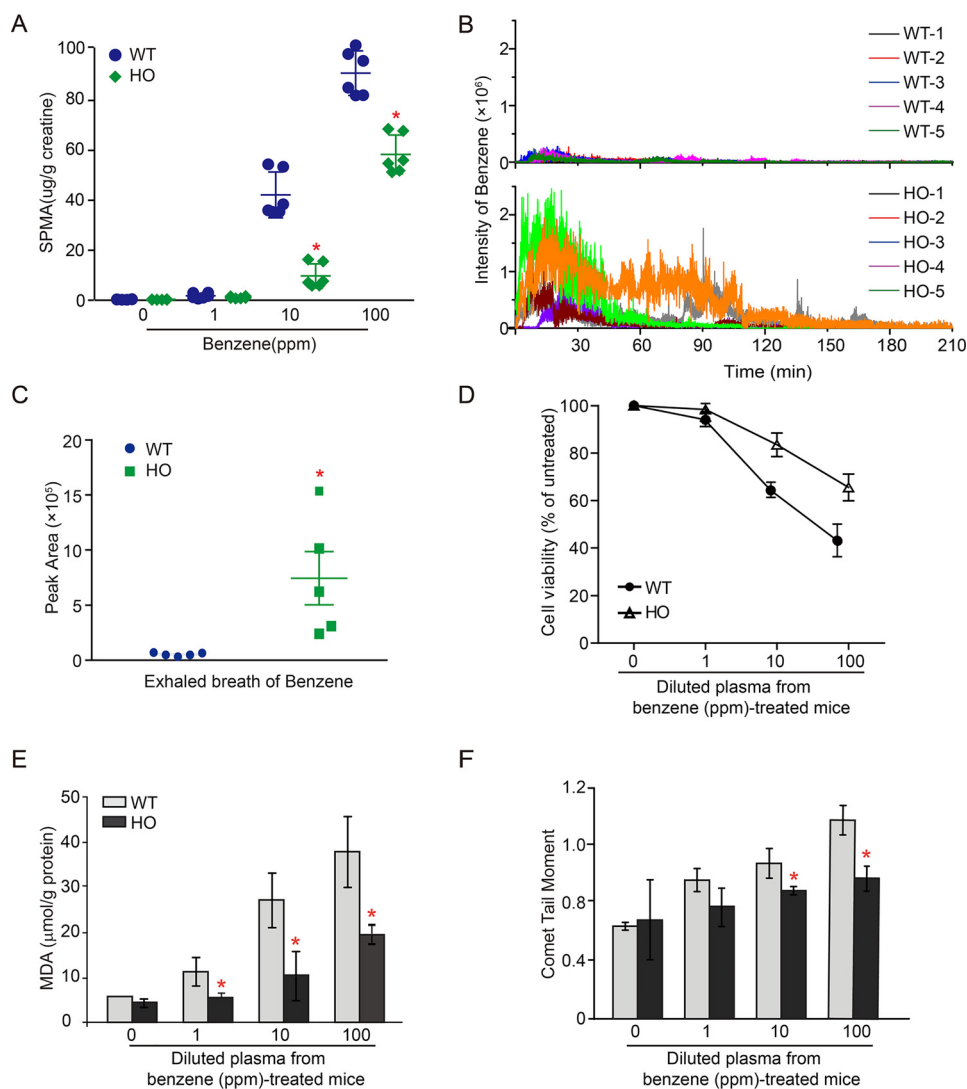 A
WT
HO
100
80
60
40
20
0
SPMA(ug/g creatine)
0
1
10
100
Benzene(ppm)
B
Intensity of Benzene (×10⁶)
2
1
0
WT-1
WT-2
WT-3
WT-4
WT-5
2
1
0
HO-1
HO-2
HO-3
HO-4
HO-5
30 60 90 120 150 180 210
Time (min)
C
WT
HO
20
15
10
5
0
Peak Area (×10⁵)
Exhaled breath of Benzene
D
100
80
60
40
60
0
Cell viability (% of untreated)
WT
HO
0 1 10 100
Diluted plasma from
benzene (ppm)-treated mice
E
50
40
30
20
10
0
MDA (μmol/g protein)
WT
HO
0 1 10 100
Diluted plasma from
benzene (ppm)-treated mice
F
1.2
1.0
0.8
0.4
0
Comet Tail Moment
0 1 10 100
Diluted plasma from
benzene (ppm)-treated mice